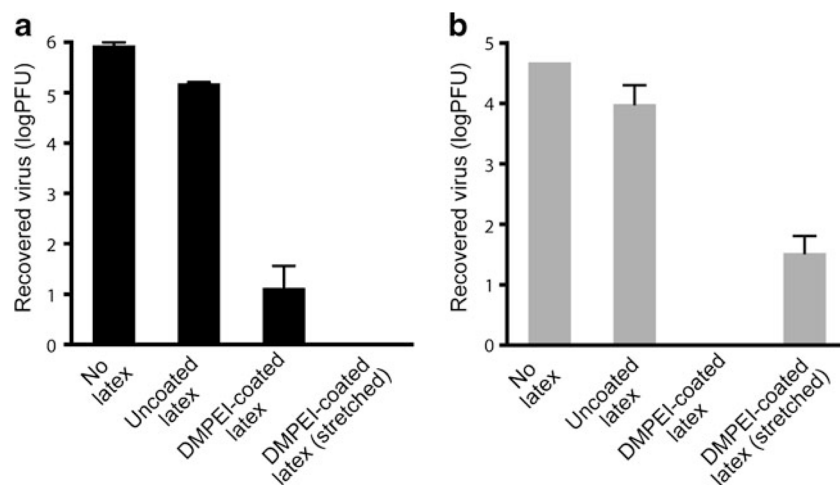 a
Recovered virus (logPFU)
6
5
4
3
2
1
0
No
latex
Uncoated
latex
DMPEI-coated
latex
DMPEI-coated
latex (stretched)
b
Recovered virus (logPFU)
5
4
3
2
1
0
No
latex
Uncoated
latex
DMPEI-coated
latex
DMPEI-coated
latex (stretched)